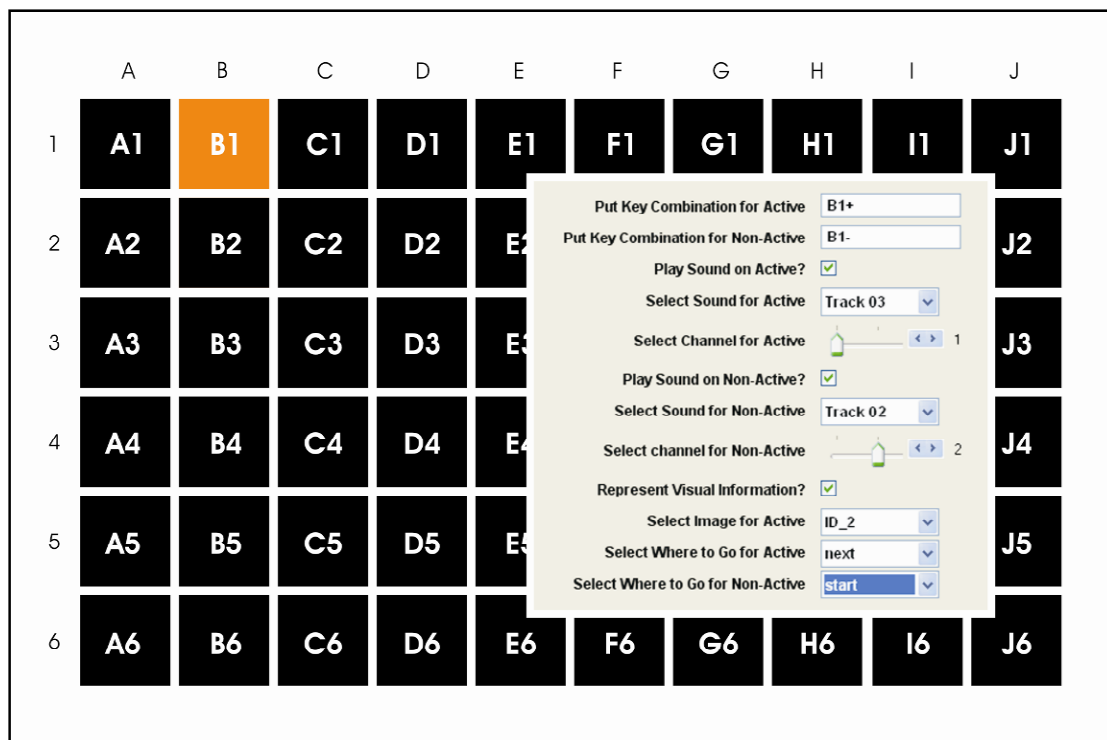 A B C D E F G H I J
1 A1 B1 C1 D1 E1 F1 G1 H1 I1 J1
Put Key Combination for Active B1+
2 A2 B2 C2 D2 E2 J2
Put Key Combination for Non-Active B1-
Play Sound on Active?
Select Sound for Active Track 03
3 A3 B3 C3 D3 E3 J3
Select Channel for Active < > 1
Play Sound on Non-Active?
Select Sound for Non-Active Track 02
4 A4 B4 C4 D4 E4 J4
Select channel for Non-Active < > 2
Represent Visual Information?
Select Image for Active ID_2
5 A5 B5 C5 D5 E5 J5
Select Where to Go for Active next
Select Where to Go for Non-Active start
6 A6 B6 C6 D6 E6 F6 G6 H6 I6 J6